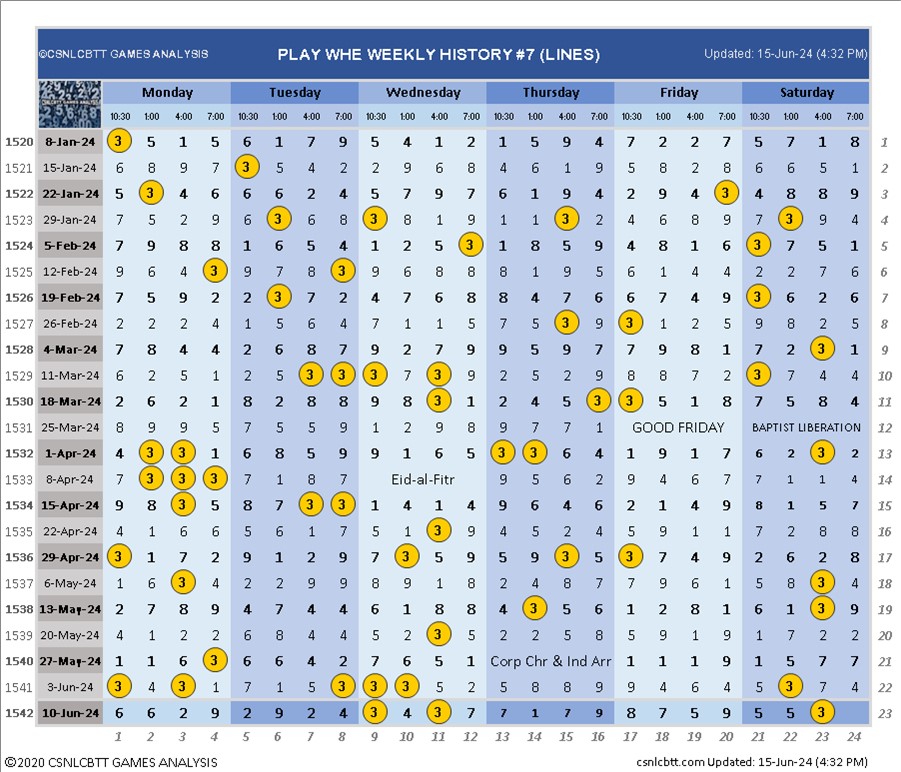 ©CSNLCBTT GAMES ANALYSIS PLAY WHE WEEKLY HISTORY #7 (LINES) Updated: 15-Jun-24 (4:32 PM)
Monday Tuesday Wednesday Thursday Friday Saturday
10:30 1:00 4:00 7:00 10:30 1:00 4:00 7:00 10:30 1:00 4:00 7:00 10:30 1:00 4:00 7:00 10:30 1:00 4:00 7:00 10:30 1:00 4:00 7:00
1520 8-Jan-24 3 5 1 5 6 1 7 9 5 4 1 2 1 5 9 4 7 2 2 7 5 7 1 8 1
1521 15-Jan-24 6 8 9 7 3 5 4 2 2 9 6 8 4 6 1 9 5 8 2 8 6 6 5 1 2
1522 22-Jan-24 5 3 4 6 6 6 2 4 5 7 9 7 6 1 9 4 2 9 4 3 4 8 8 9 3
1523 29-Jan-24 7 5 2 9 6 3 6 8 3 8 1 9 1 1 3 2 4 6 8 9 7 3 9 4 4
1524 5-Feb-24 7 9 8 8 1 6 5 4 1 2 5 3 1 8 5 9 4 8 1 6 3 7 5 1 5
1525 12-Feb-24 9 6 4 3 9 7 8 3 9 6 8 8 8 1 9 5 6 1 4 4 2 2 7 6 6
1526 19-Feb-24 7 5 9 2 2 3 7 2 4 7 6 8 8 4 7 6 6 7 4 9 3 6 2 6 7
1527 26-Feb-24 2 2 2 4 1 5 6 4 7 1 1 5 7 5 3 9 3 1 2 5 9 8 2 5 8
1528 4-Mar-24 7 8 4 4 2 6 8 7 9 2 7 9 9 5 9 7 7 9 8 1 7 2 3 1 9
1529 11-Mar-24 6 2 5 1 2 5 3 3 3 7 3 9 2 5 2 9 8 8 7 2 3 7 4 4 10
1530 18-Mar-24 2 6 2 1 8 2 8 8 9 8 3 1 2 4 5 3 3 5 1 8 7 5 8 4 11
1531 25-Mar-24 8 9 9 5 7 5 5 9 1 2 9 8 9 7 7 1 GOOD FRIDAY BAPTIST LIBERATION 12
1532 1-Apr-24 4 3 3 1 6 8 5 9 9 1 6 5 3 3 6 4 1 9 1 7 6 2 3 2 13
1533 8-Apr-24 7 3 3 3 7 1 8 7 Eid-al-Fitr 9 5 6 2 9 4 6 7 7 1 1 4 14
1534 15-Apr-24 9 8 3 5 8 7 3 3 1 4 1 4 9 6 4 6 2 1 4 9 8 1 5 7 15
1535 22-Apr-24 4 1 6 6 5 6 1 7 5 4 3 9 4 5 2 4 5 9 1 1 7 2 8 8 16
1536 29-Apr-24 3 1 7 2 9 1 2 9 7 3 5 9 5 9 3 5 3 7 4 9 2 6 2 8 17
1537 6-May-24 1 6 3 4 2 2 9 9 8 9 1 8 2 4 8 7 7 9 6 1 5 8 3 4 18
1538 13-May-24 2 7 8 9 4 7 4 4 6 1 8 8 4 3 5 6 1 2 8 1 6 1 3 9 19
1539 20-May-24 4 1 2 2 6 8 4 4 5 2 3 1 2 2 5 8 5 9 1 9 1 7 2 2 20
1540 27-May-24 1 1 6 3 6 6 4 2 7 6 5 1 Corp Chr & Ind Arr 1 1 1 9 1 5 7 7 21
1541 3-Jun-24 3 4 3 1 7 1 5 3 3 3 5 2 5 8 8 9 9 4 6 4 5 3 7 4 22
1542 10-Jun-24 6 6 2 9 2 9 2 4 3 4 3 7 7 1 7 9 8 7 5 9 5 5 3 23
1 2 3 4 5 6 7 8 9 10 11 12 13 14 15 16 17 18 19 20 21 22 23 24
©2020 CSNLCBTT GAMES ANALYSIS csnlcbtt.com Updated: 15-Jun-24 (4:32 PM)